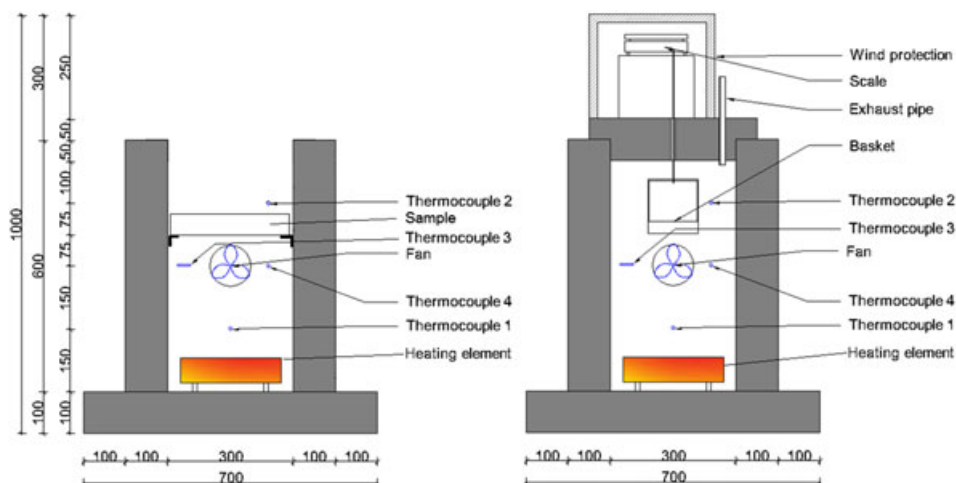 1000
300
600
100
250
50
50
100
75
75
150
150
100
Thermocouple 2
Sample
Thermocouple 3
Fan
Thermocouple 4
Thermocouple 1
Heating element
100 100 300 100 100
700
Wind protection
Scale
Exhaust pipe
Basket
Thermocouple 2
Thermocouple 3
Fan
Thermocouple 4
Thermocouple 1
Heating element
100 100 300 100 100
700